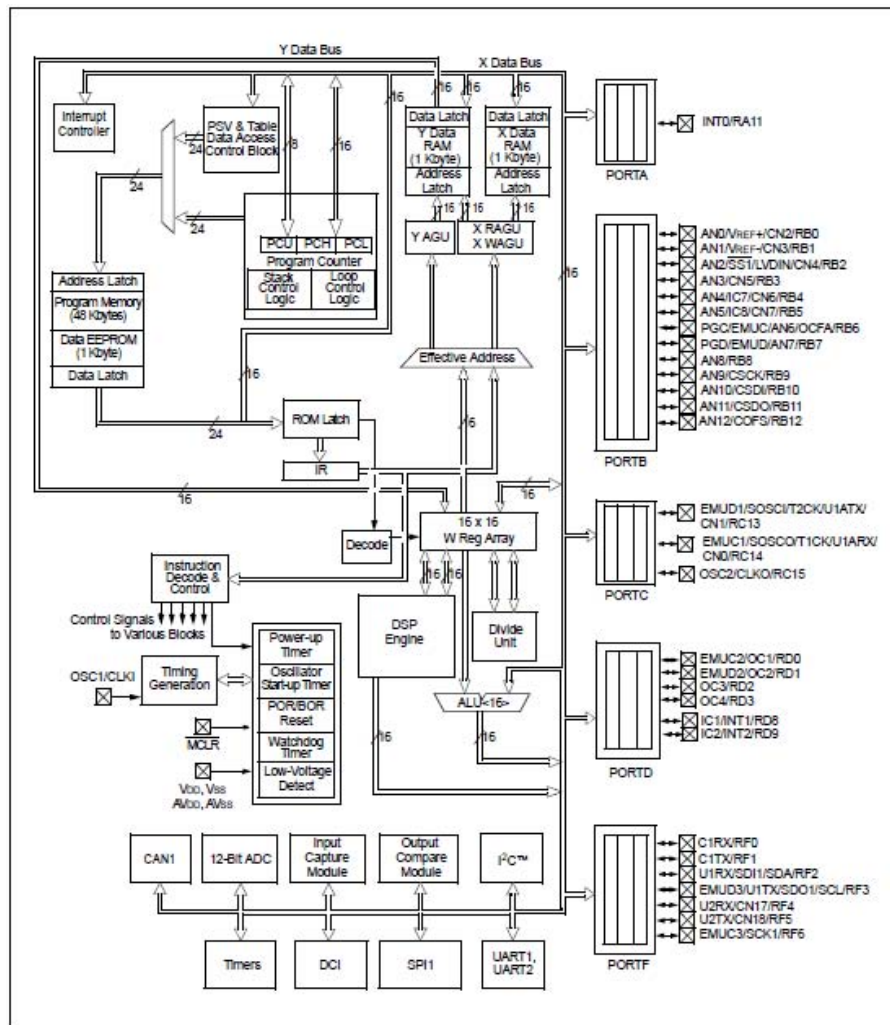 Y Data Bus
X Data Bus
16
16
16
16
16
Interrupt
Controller
PSV & Table
Data Access
Control Block
8
16
24
24
24
Data Latch
Y Data
RAM
(1 Kbyte)
Address
Latch
Data Latch
X Data
RAM
(1 Kbyte)
Address
Latch
16
16
16
16
Y AGU
X RAGU
X WAGU
PCU
PCH
PCL
Program Counter
Stack
Control
Logic
Loop
Control
Logic
Address Latch
Program Memory
(48 Kbytes)
Data EEPROM
(1 Kbyte)
Data Latch
Effective Address
16
16
24
ROM Latch
IR
16
16
16
16 x 16
W Reg Array
Decode
Instruction
Decode &
Control
16
16
Control Signals
to Various Blocks
DSP
Engine
Divide
Unit
OSC1/CLKI
Timing
Generation
Power-up
Timer
Oscillator
Start-up Timer
POR/BOR
Reset
Watchdog
Timer
Low-Voltage
Detect
MCLR
VDD, VSS
AVDD, AVSS
ALU<16>
16
16
CAN1
12-Bit ADC
Input
Capture
Module
Output
Compare
Module
I2C™
Timers
DCI
SPI1
UART1,
UART2
INT0/RA11
PORTA
AN0/VREF+/CN2/RB0
AN1/VREF-/CN3/RB1
AN2/SS1/LVDIN/CN4/RB2
AN3/CN5/RB3
AN4/IC7/CN6/RB4
AN5/IC8/CN7/RB5
PGC/EMUC/AN6/OCFA/RB6
PGD/EMUD/AN7/RB7
AN8/RB8
AN9/CSCK/RB9
AN10/CSDI/RB10
AN11/CSDO/RB11
AN12/COFS/RB12
PORTB
EMUD1/SOSCI/T2CK/U1ATX/
CN1/RC13
EMUC1/SOSCO/T1CK/U1ARX/
CN0/RC14
OSC2/CLKO/RC15
PORTC
EMUC2/OC1/RD0
EMUD2/OC2/RD1
OC3/RD2
OC4/RD3
IC1/INT1/RD8
IC2/INT2/RD9
PORTD
C1RX/RF0
C1TX/RF1
U1RX/SDI1/SDA/RF2
EMUD3/U1TX/SDO1/SCL/RF3
U2RX/CN17/RF4
U2TX/CN18/RF5
EMUC3/SCK1/RF6
PORTF